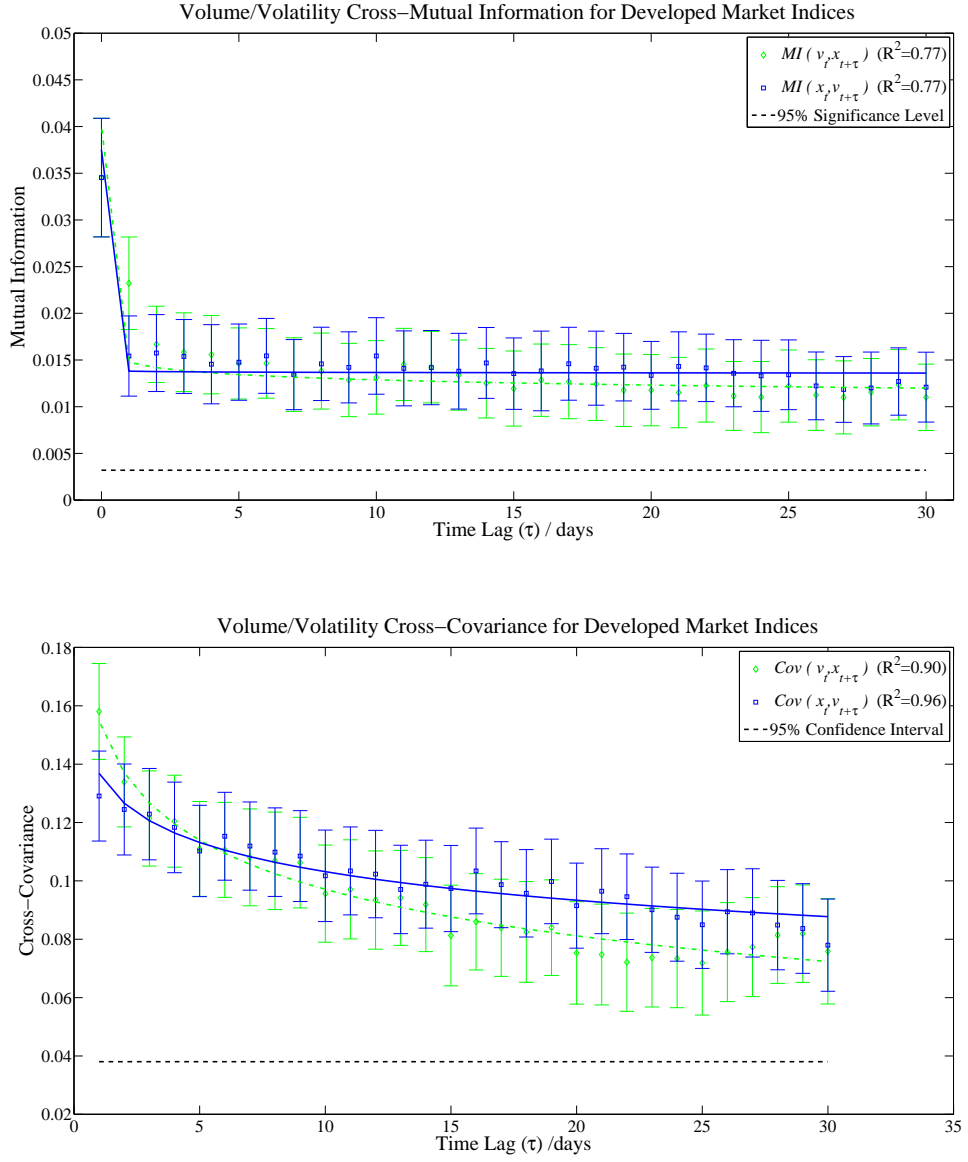 Volume/Volatility Cross−Mutual Information for Developed Market Indices
0.05
0.045
0.04
0.035
0.03
0.025
0.02
0.015
0.01
0.005
0
Mutual Information
MI ( v_t, x_{t+τ} ) (R²=0.77)
MI ( x_t, v_{t+τ} ) (R²=0.77)
95% Significance Level
0 5 10 15 20 25 30
Time Lag (τ) / days
Volume/Volatility Cross−Covariance for Developed Market Indices
0.18
0.16
0.14
0.12
0.1
0.08
0.06
0.04
0.02
Cross−Covariance
Cov ( v_t, x_{t+τ} ) (R²=0.90)
Cov ( x_t, v_{t+τ} ) (R²=0.96)
95% Confidence Interval
0 5 10 15 20 25 30 35
Time Lag (τ) /days